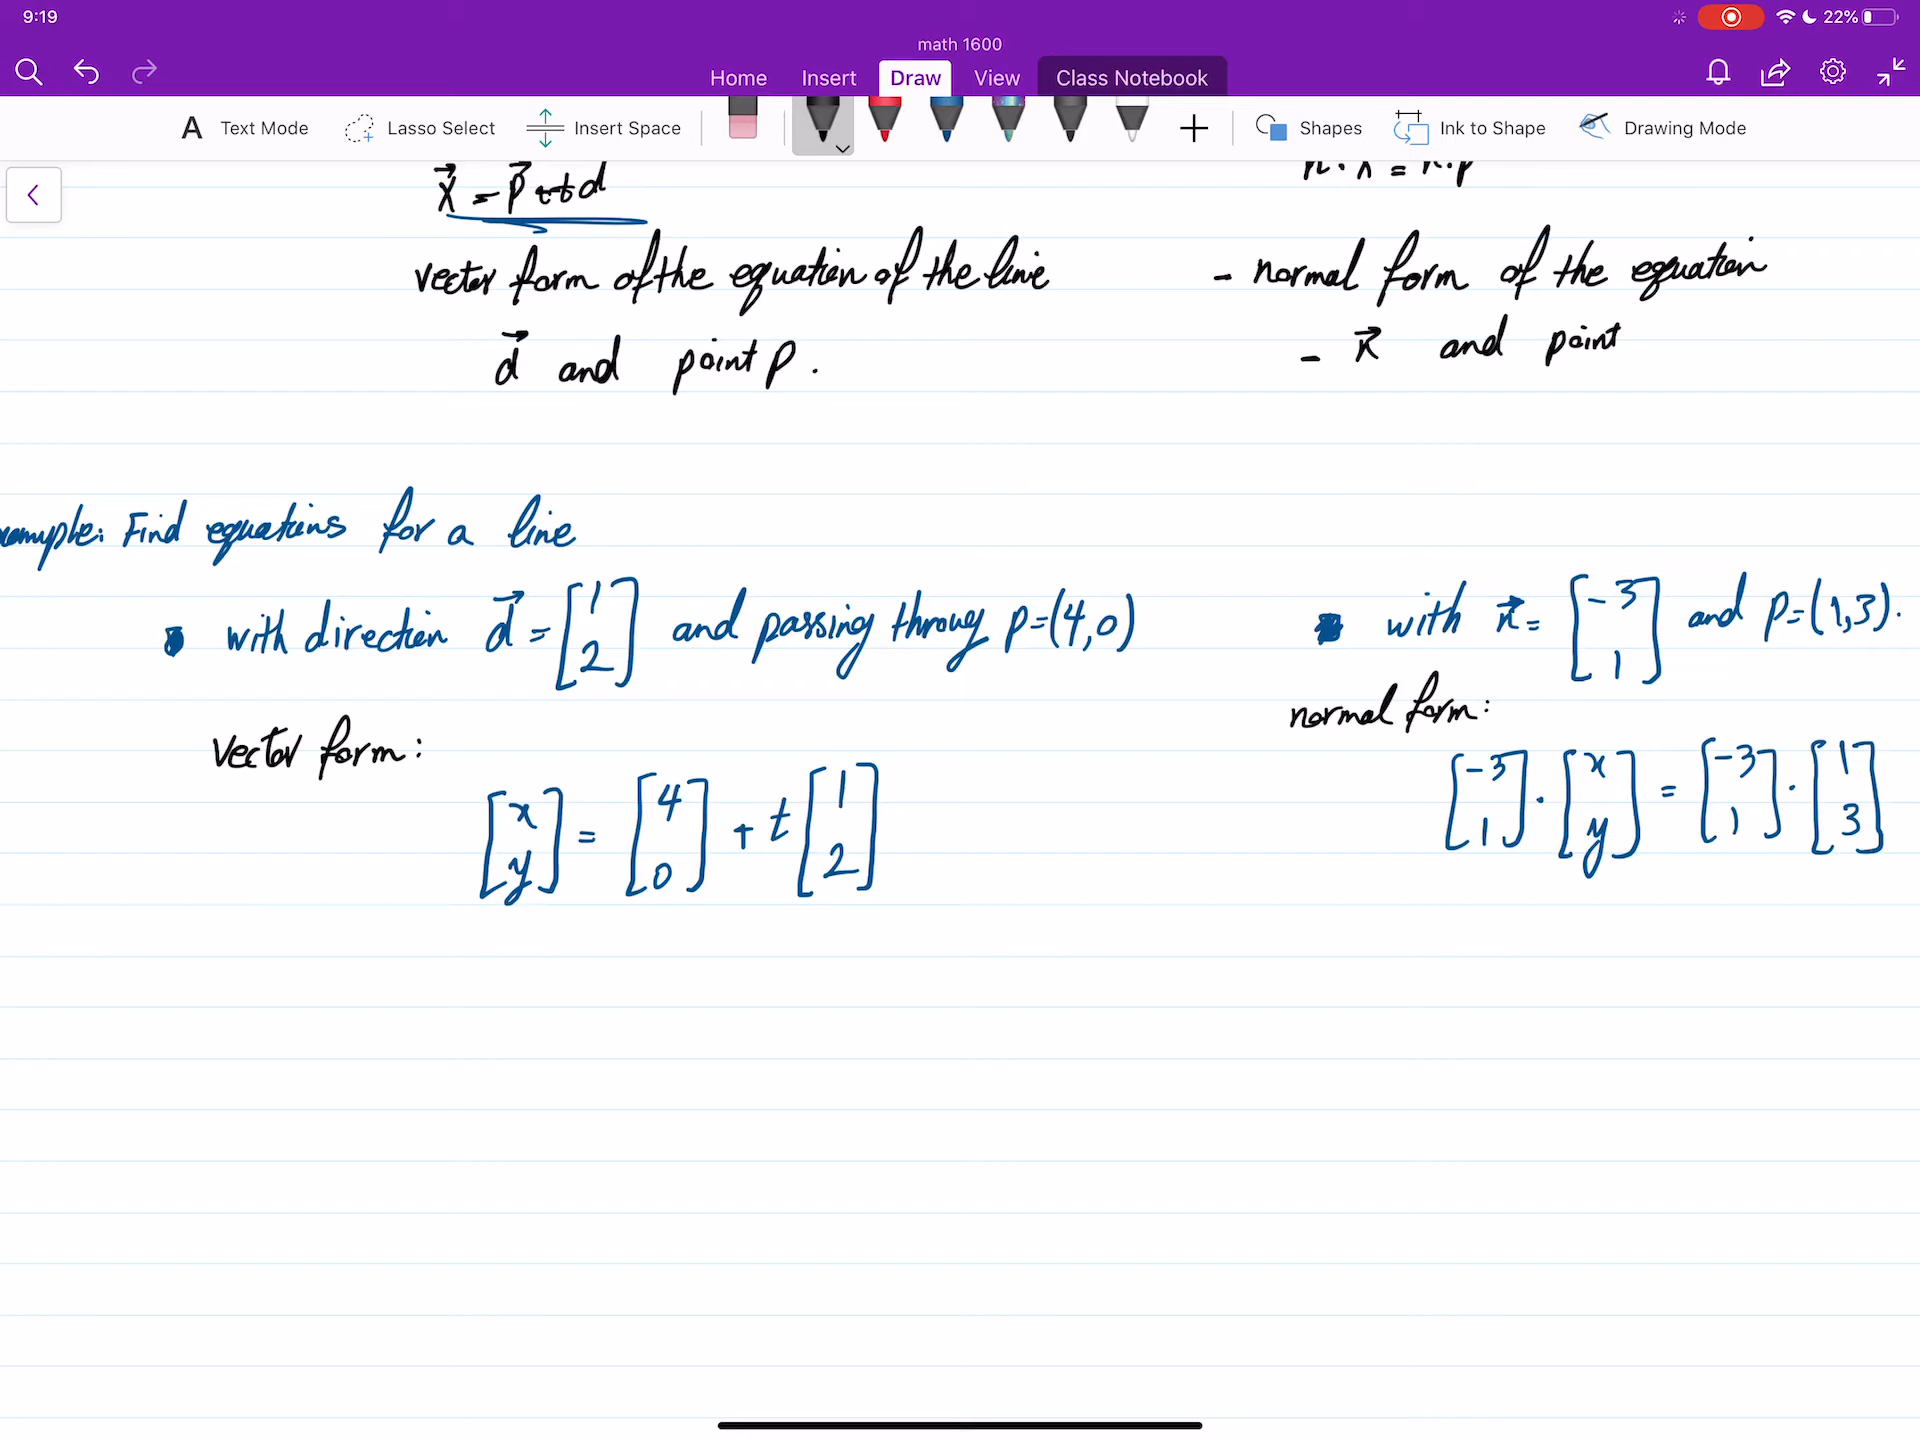 9:19
22%
math 1600
Home Insert Draw View Class Notebook
A Text Mode Lasso Select Insert Space Shapes Ink to Shape Drawing Mode
x⃗ = p⃗ + t d
n · x = n · p
vector form of the equation of the line
- normal form of the equation
d⃗ and point P.
- n⃗ and point
xample: Find equations for a line
• with direction d⃗ = [1 2] and passing throug P=(4,0)
• with n⃗ = [-3 1] and P=(1,3).
vector form:
normal form:
[x y] = [4 0] + t [1 2]
[-3 1] · [x y] = [-3 1] · [1 3]